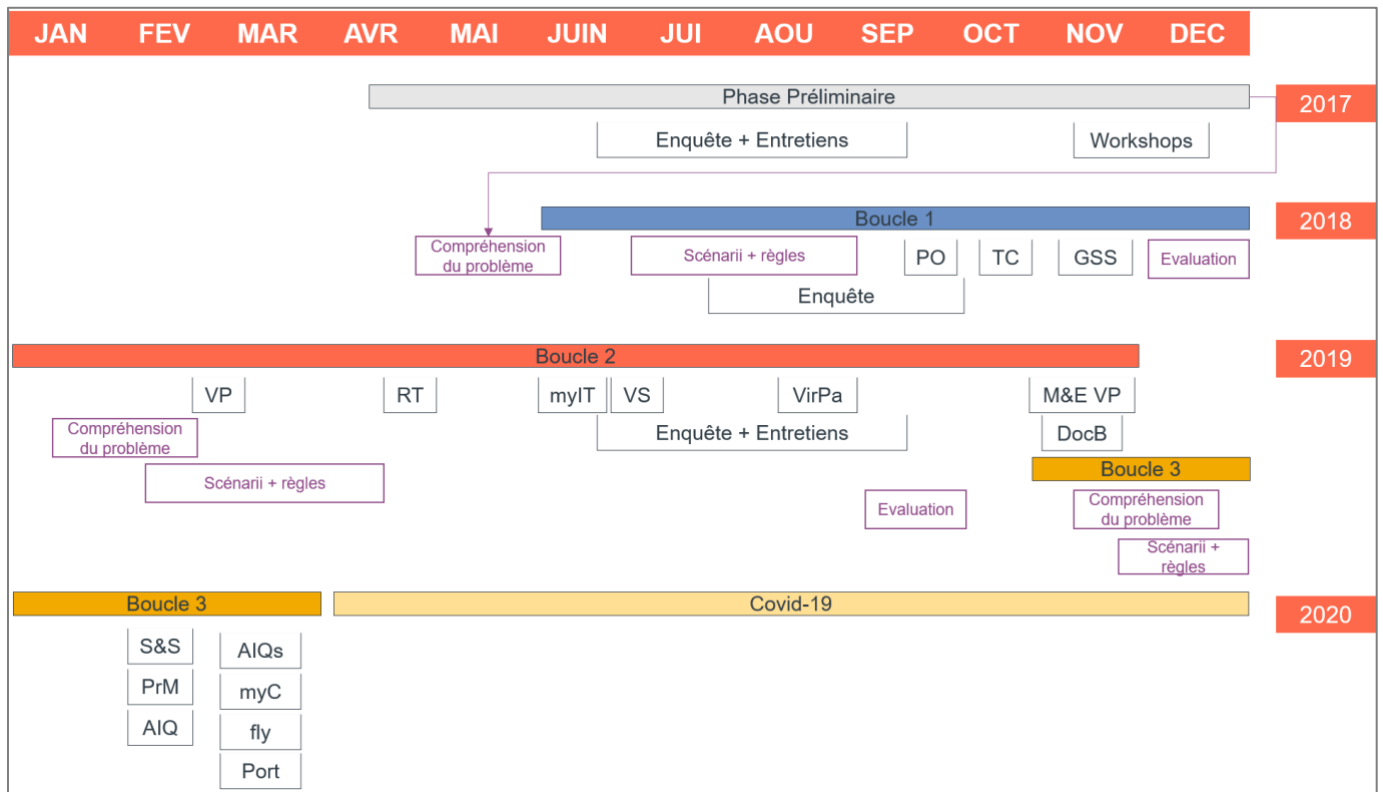 JAN FEV MAR AVR MAI JUIN JUI AOU SEP OCT NOV DEC
Phase Préliminaire
2017
Enquête + Entretiens
Workshops
Boucle 1
2018
Compréhension
du problème
Scénarii + règles
PO
TC
GSS
Evaluation
Enquête
Boucle 2
2019
VP
RT
myIT
VS
VirPa
M&E VP
Compréhension
du problème
Enquête + Entretiens
DocB
Boucle 3
Scénarii + règles
Evaluation
Compréhension
du problème
Scénarii +
règles
Boucle 3
Covid-19
2020
S&S
AIQs
PrM
myC
AIQ
fly
Port